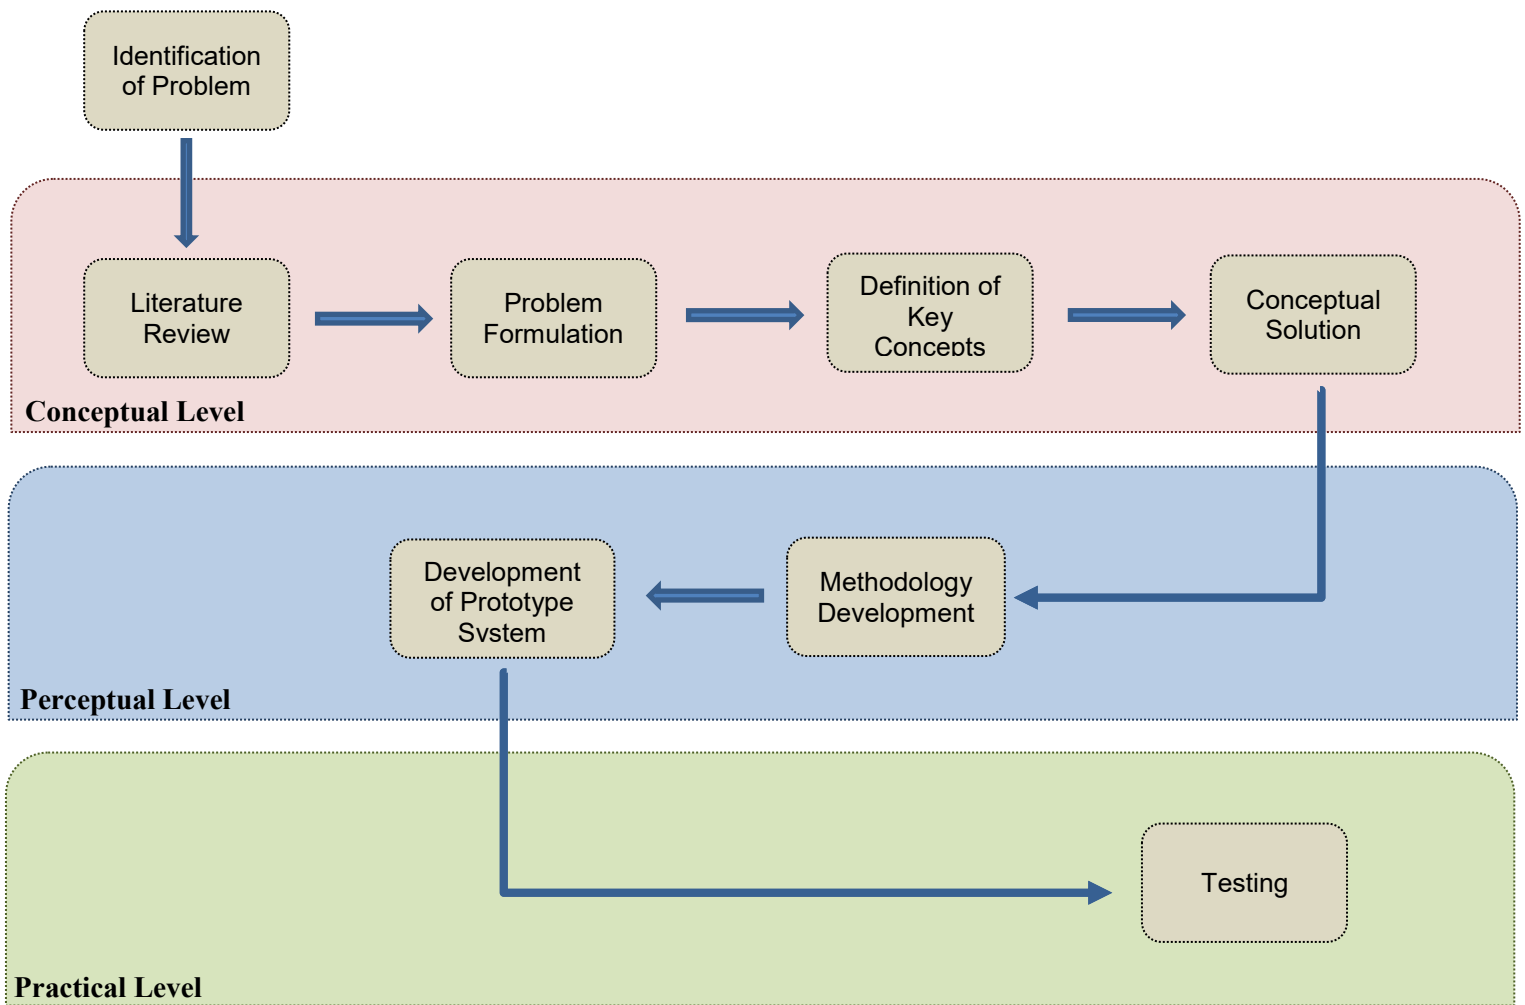 Identification
of Problem
Literature
Review
Problem
Formulation
Definition of
Key
Concepts
Conceptual
Solution
Conceptual Level
Methodology
Development
Development
of Prototype
System
Perceptual Level
Testing
Practical Level